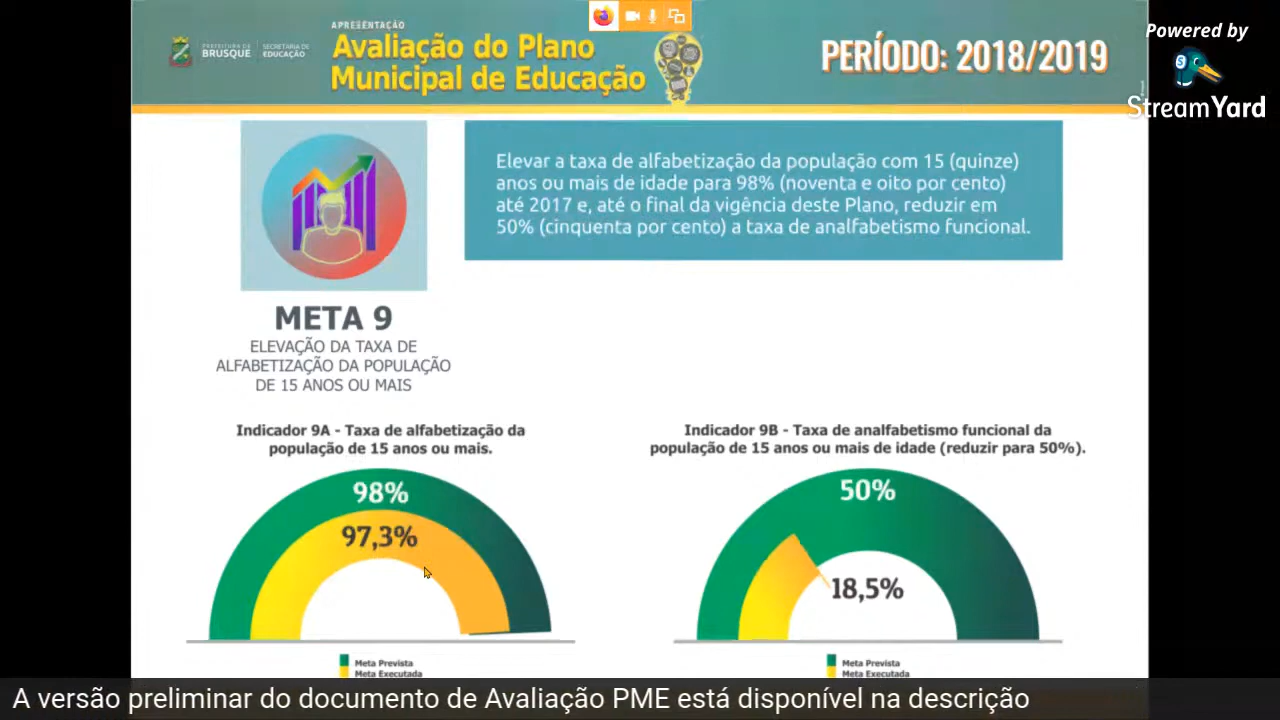 APRESENTAÇÃO
Avaliação do Plano
Municipal de Educação
PREFEITURA DE
BRUSQUE
SECRETARIA DE
EDUCAÇÃO
PERÍODO: 2018/2019
Powered by
StreamYard
Elevar a taxa de alfabetização da população com 15 (quinze)
anos ou mais de idade para 98% (noventa e oito por cento)
até 2017 e, até o final da vigência deste Plano, reduzir em
50% (cinquenta por cento) a taxa de analfabetismo funcional.
META 9
ELEVAÇÃO DA TAXA DE
ALFABETIZAÇÃO DA POPULAÇÃO
DE 15 ANOS OU MAIS
Indicador 9A - Taxa de alfabetização da
população de 15 anos ou mais.
98%
97,3%
Meta Prevista
Meta Executada
Indicador 9B - Taxa de analfabetismo funcional da
população de 15 anos ou mais de idade (reduzir para 50%).
50%
18,5%
Meta Prevista
Meta Executada
A versão preliminar do documento de Avaliação PME está disponível na descrição